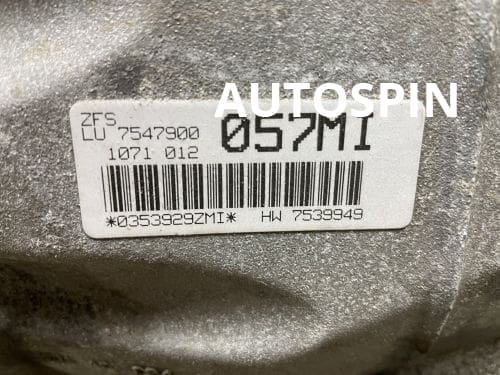 AUTOSPIN
ZFS
LU 7547900
057MI
1071 012
*0353929ZMI*
HW 7539949